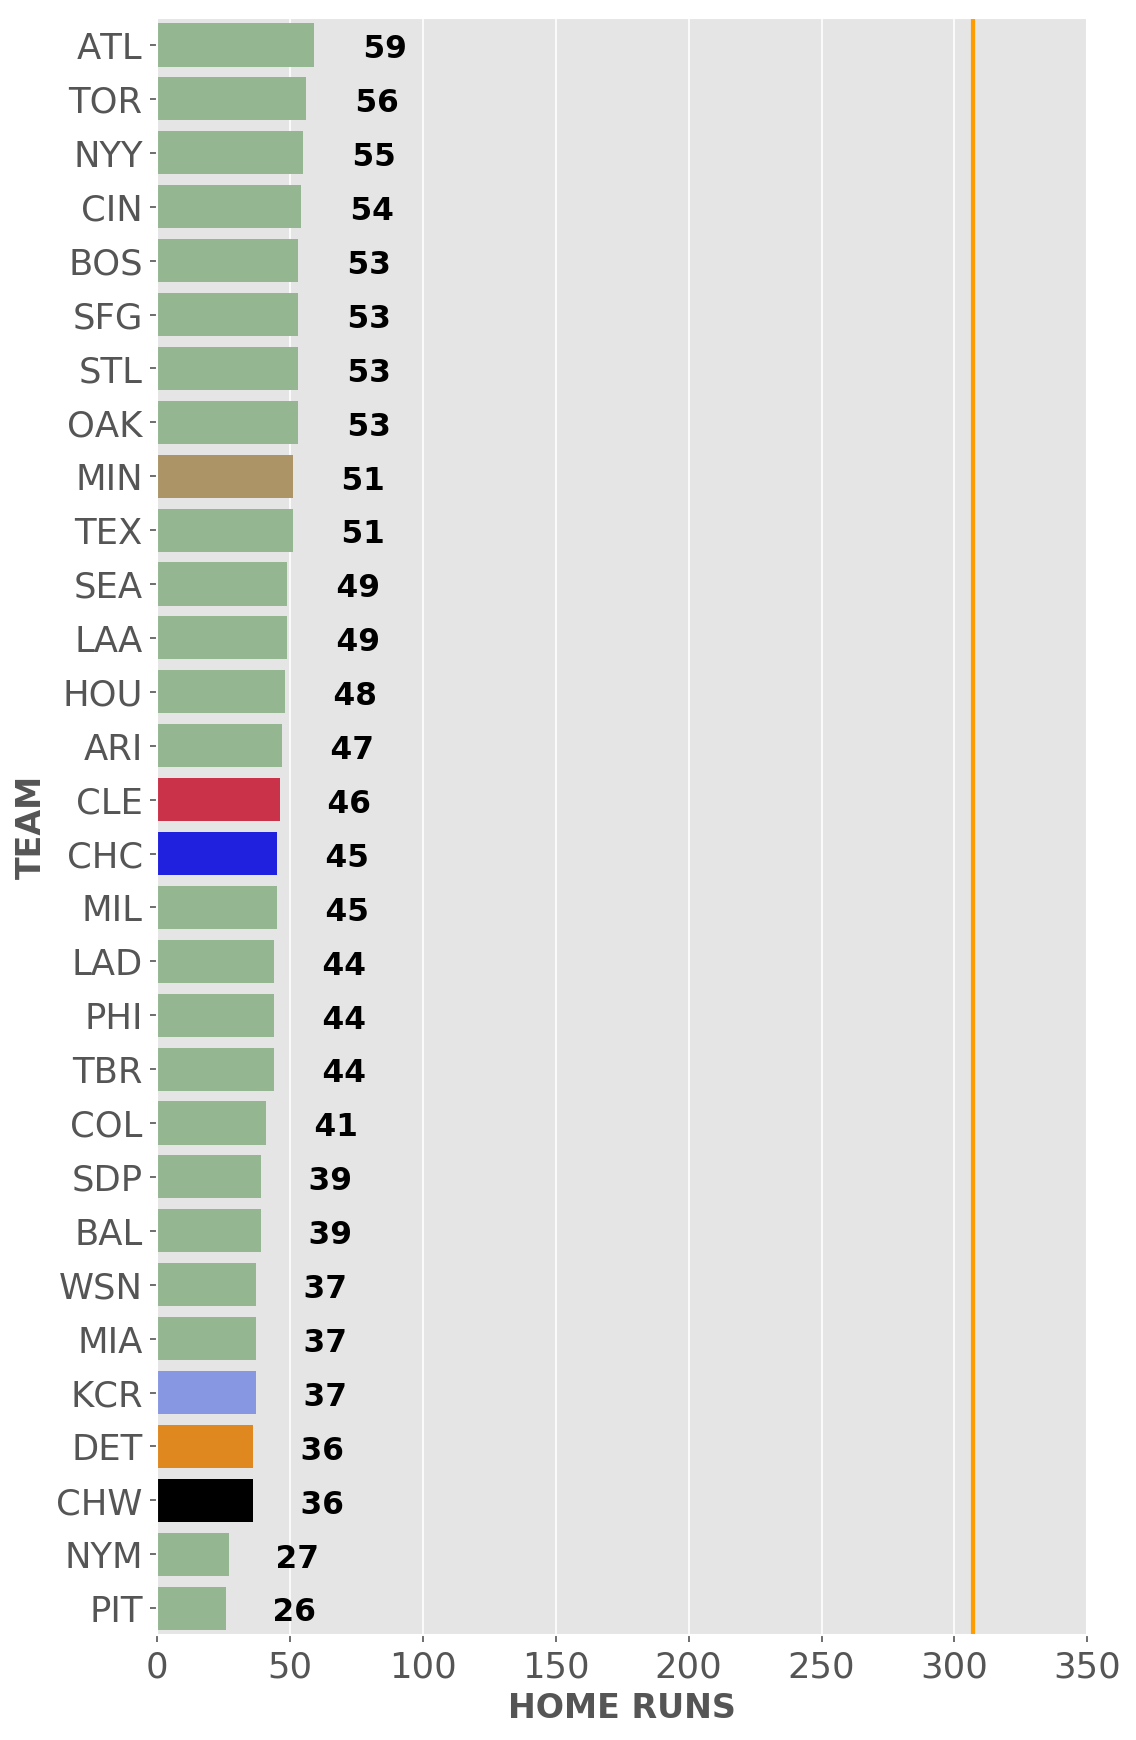 ATL 59
TOR 56
NYY 55
CIN 54
BOS 53
SFG 53
STL 53
OAK 53
MIN 51
TEX 51
SEA 49
LAA 49
HOU 48
ARI 47
CLE 46
CHC 45
MIL 45
LAD 44
PHI 44
TBR 44
COL 41
SDP 39
BAL 39
WSN 37
MIA 37
KCR 37
DET 36
CHW 36
NYM 27
PIT 26
TEAM
0 50 100 150 200 250 300 350
HOME RUNS